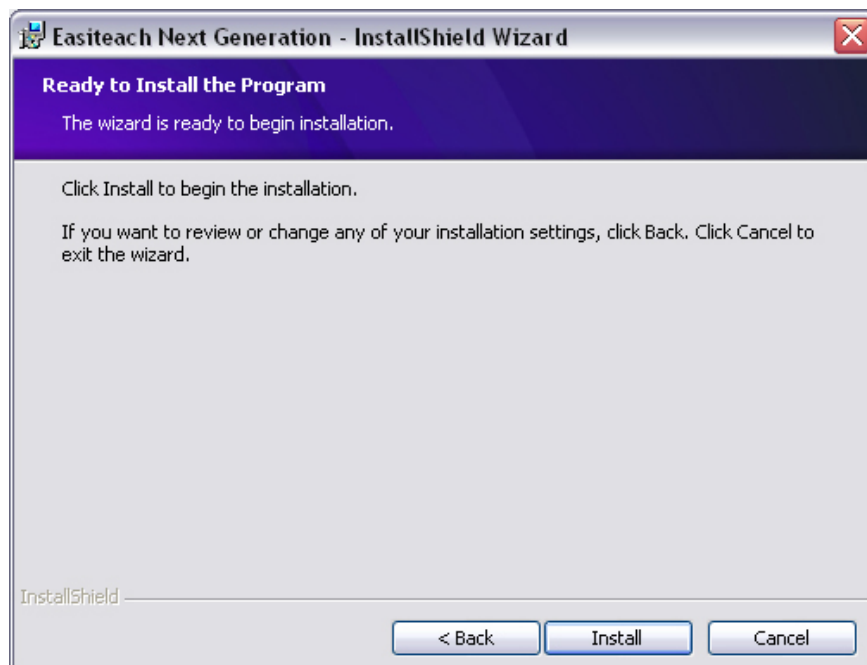 Easiteach Next Generation - InstallShield Wizard
Ready to Install the Program
The wizard is ready to begin installation.
Click Install to begin the installation.
If you want to review or change any of your installation settings, click Back. Click Cancel to
exit the wizard.
InstallShield
< Back
Install
Cancel